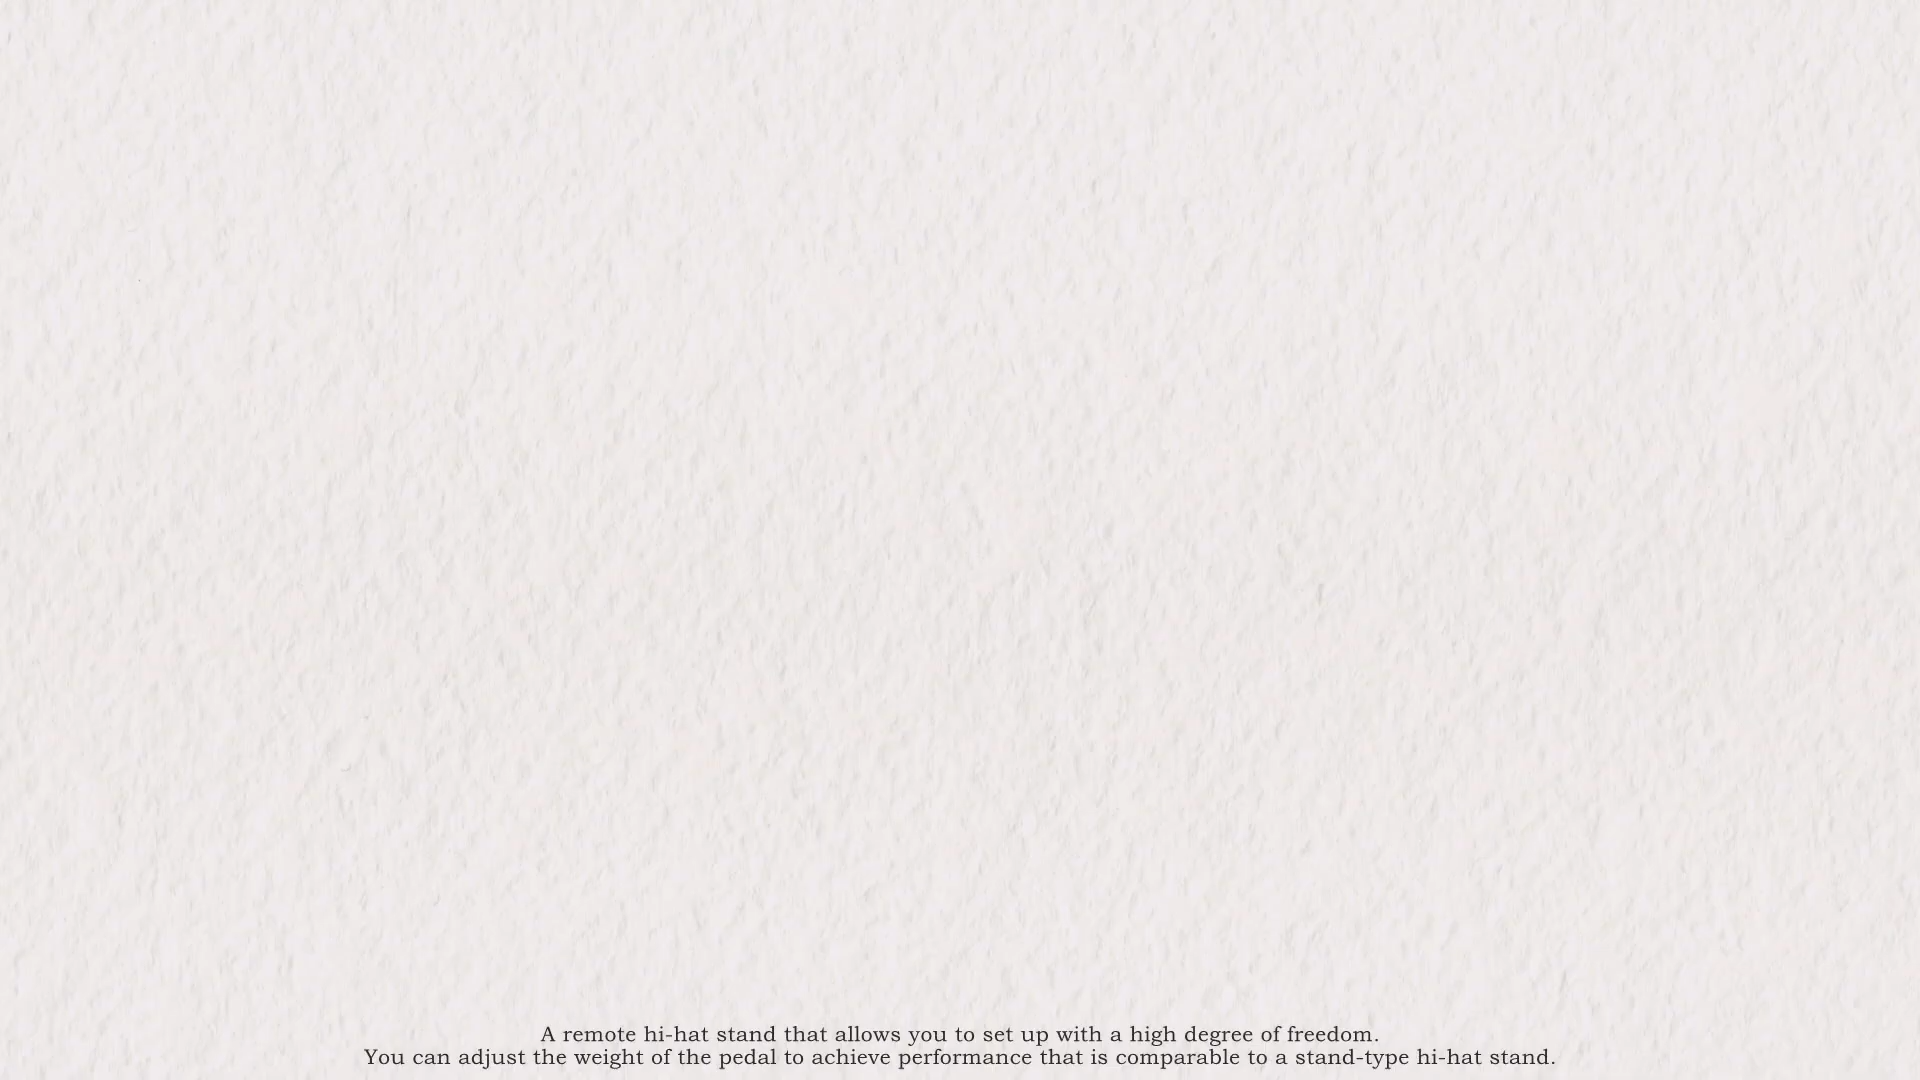 A remote hi-hat stand that allows you to set up with a high degree of freedom.
You can adjust the weight of the pedal to achieve performance that is comparable to a stand-type hi-hat stand.